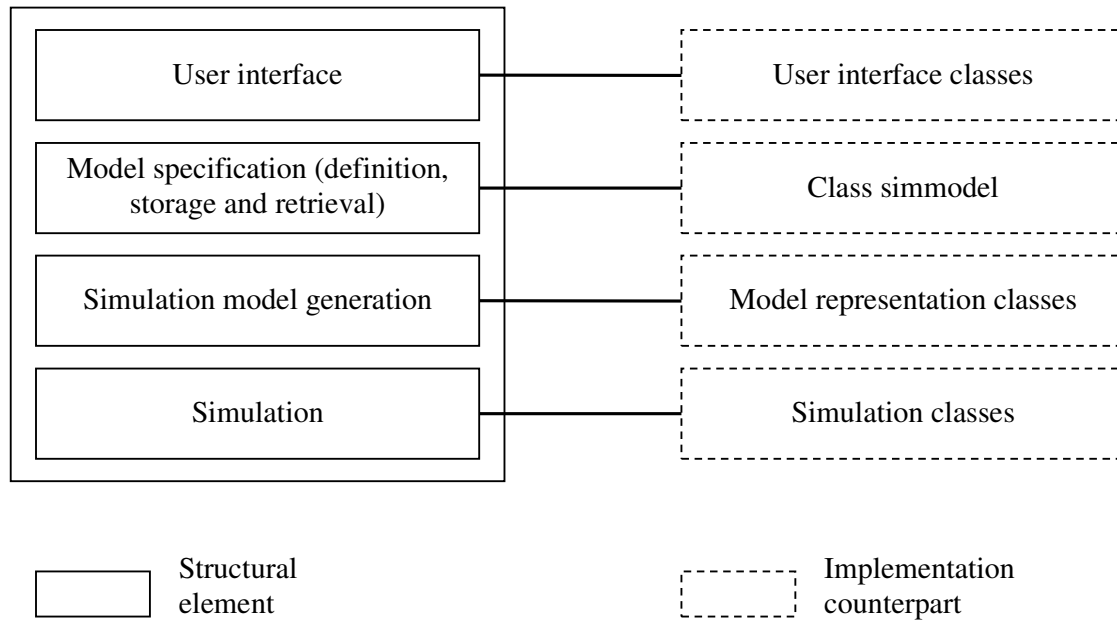 User interface
User interface classes
Model specification (definition,
storage and retrieval)
Class simmodel
Simulation model generation
Model representation classes
Simulation
Simulation classes
Structural
element
Implementation
counterpart